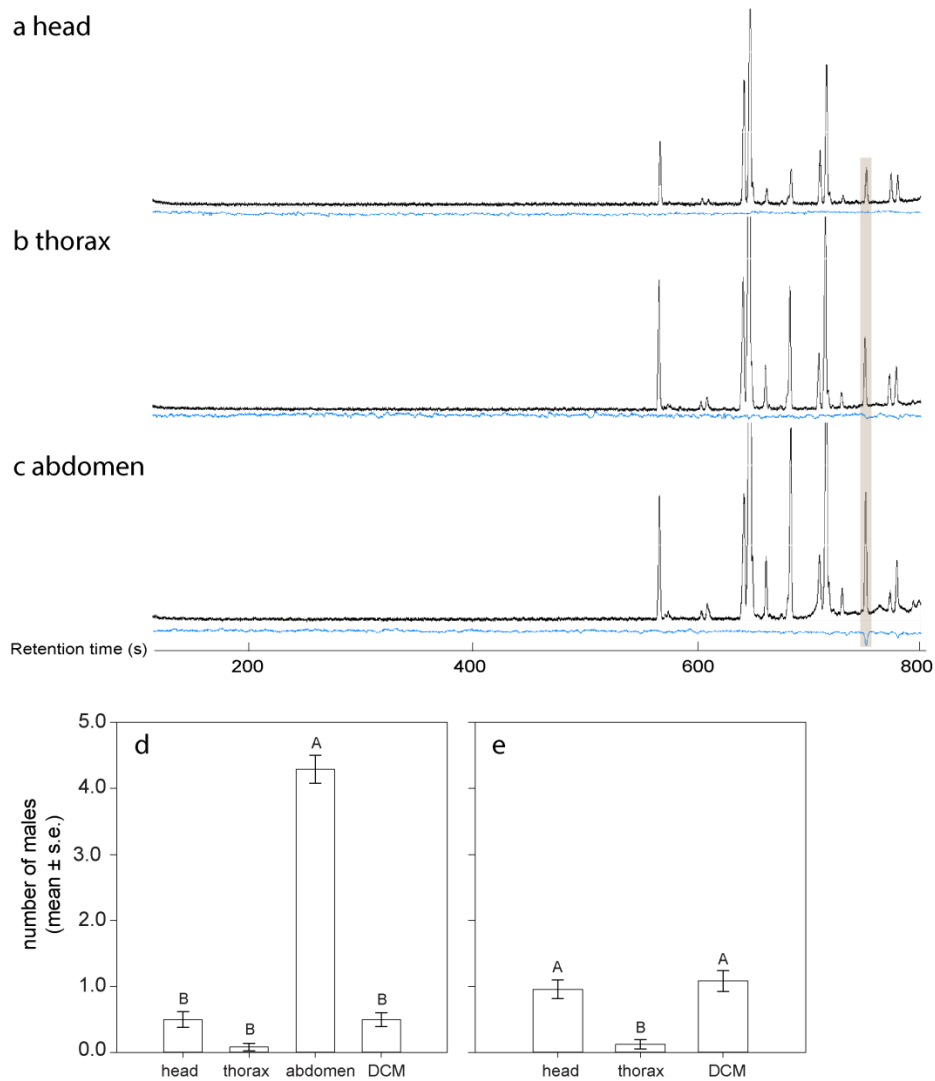 a head
b thorax
c abdomen
Retention time (s)
200 400 600 800
number of males
(mean ± s.e.)
5.0
4.0
3.0
2.0
1.0
0.0
d
B B A B
head thorax abdomen DCM
e
A B A
head thorax DCM